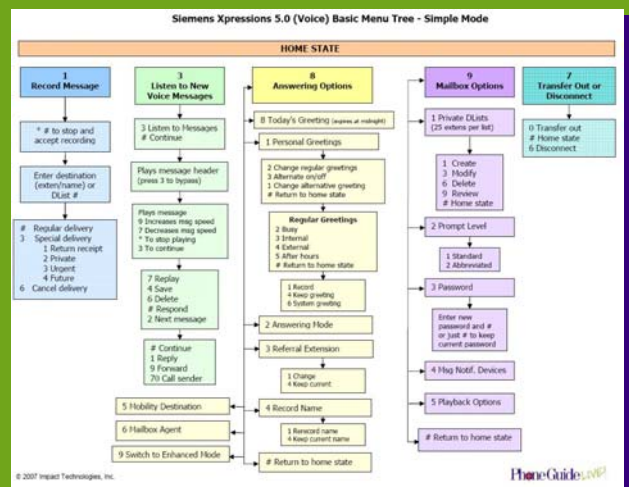 Siemens Xpressions 5.0 (Voice) Basic Menu Tree - Simple Mode
HOME STATE
1
Record Message
* # to stop and
accept recording
Enter destination
(exten/name) or
DList #
# Regular delivery
3 Special delivery
1 Return receipt
2 Private
3 Urgent
4 Future
6 Cancel delivery
3
Listen to New
Voice Messages
3 Listen to Messages
# Continue
Plays message header
(press 3 to bypass)
Plays message
9 Increases msg speed
7 Decreases msg speed
* To stop playing
3 To continue
7 Replay
4 Save
6 Delete
# Respond
2 Next message
# Continue
1 Reply
9 Forward
70 Call sender
8
Answering Options
8 Today's Greeting (expires at midnight)
1 Personal Greetings
2 Change regular greetings
3 Alternate on/off
1 Change alternative greeting
# Return to home state
Regular Greetings
2 Busy
3 Internal
4 External
5 After hours
# Return to home state
1 Record
4 Keep greeting
6 System greeting
2 Answering Mode
3 Referral Extension
1 Change
4 Keep current
4 Record Name
1 Rerecord name
4 Keep current name
# Return to home state
5 Mobility Destination
6 Mailbox Agent
9 Switch to Enhanced Mode
9
Mailbox Options
1 Private DLists
(25 extens per list)
1 Create
3 Modify
6 Delete
9 Review
# Home state
2 Prompt Level
1 Standard
2 Abbreviated
3 Password
Enter new
password and #
or just # to keep
current password
4 Msg Notif. Devices
5 Playback Options
# Return to home state
7
Transfer Out or
Disconnect
0 Transfer out
# Home state
6 Disconnect
© 2007 Impact Technologies, Inc.
PhoneGuide LIVE!